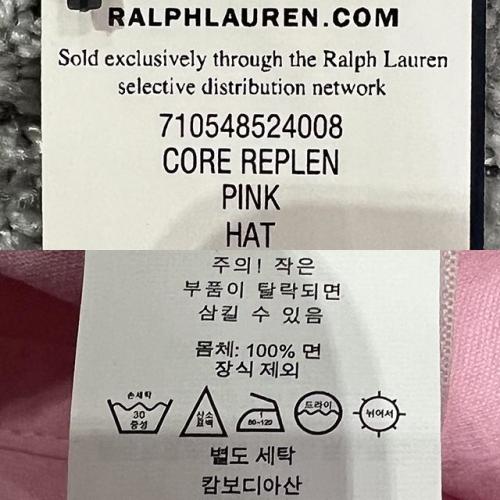 RALPHLAUREN.COM
Sold exclusively through the Ralph Lauren
selective distribution network
710548524008
CORE REPLEN
PINK
HAT
주의! 작은
부품이 탈락되면
삼킬 수 있음
몸체: 100% 면
장식 제외
손세탁
30
중성
산소
표백
1
80~120
드라이
뉘어서
별도 세탁
캄보디아산